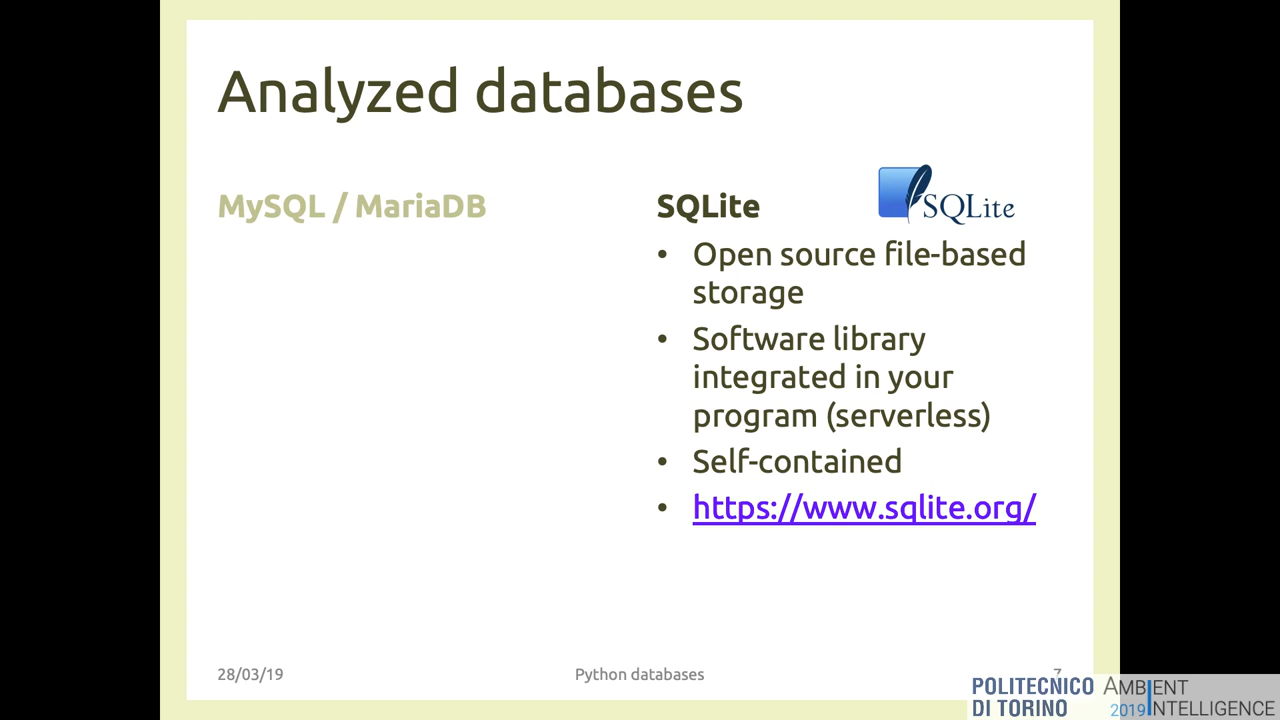 Analyzed databases
MySQL / MariaDB
SQLite
SQLite
• Open source file-based
storage
• Software library
integrated in your
program (serverless)
• Self-contained
• https://www.sqlite.org/
28/03/19
Python databases
7
POLITECNICO
DI TORINO
AMBIENT
2019 INTELLIGENCE